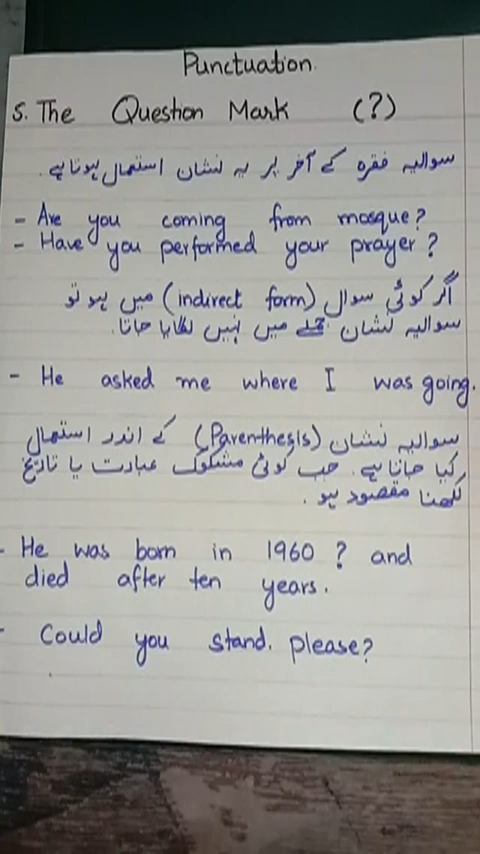 Punctuation.
5. The Question Mark (?)
سوالیہ فقرہ کے آخر پر یہ نشان استعمال ہوتا ہے.
- Are you coming from mosque?
- Have you performed your prayer?
اگر کوئی سوال (indirect form) میں ہو تو
سوالیہ نشان جملے میں نہیں لگایا جاتا.
- He asked me where I was going.
سوالیہ نشان (Parenthesis) کے اندر استعمال
کیا جاتا ہے. جب کوئی مشکوک عبارت یا تاریخ
لکھنا مقصود ہو.
- He was born in 1960 ? and
died after ten years.
- Could you stand. please?